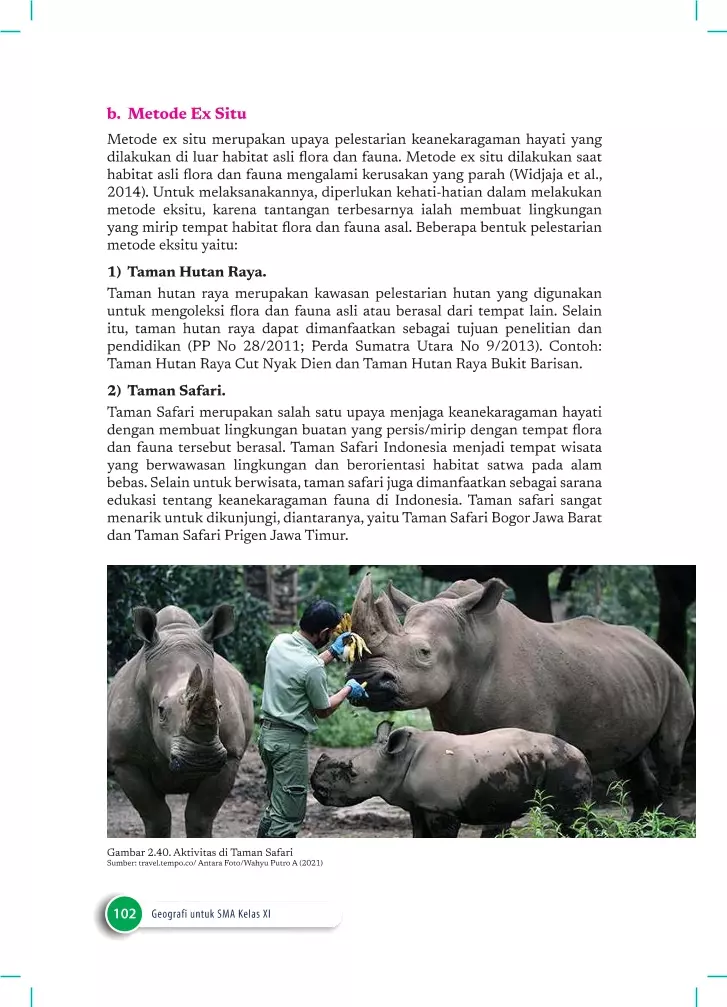 b. Metode Ex Situ
Metode ex situ merupakan upaya pelestarian keanekaragaman hayati yang
dilakukan di luar habitat asli flora dan fauna. Metode ex situ dilakukan saat
habitat asli flora dan fauna mengalami kerusakan yang parah (Widjaja et al.,
2014). Untuk melaksanakannya, diperlukan kehati-hatian dalam melakukan
metode eksitu, karena tantangan terbesarnya ialah membuat lingkungan
yang mirip tempat habitat flora dan fauna asal. Beberapa bentuk pelestarian
metode eksitu yaitu:
1) Taman Hutan Raya.
Taman hutan raya merupakan kawasan pelestarian hutan yang digunakan
untuk mengoleksi flora dan fauna asli atau berasal dari tempat lain. Selain
itu, taman hutan raya dapat dimanfaatkan sebagai tujuan penelitian dan
pendidikan (PP No 28/2011; Perda Sumatra Utara No 9/2013). Contoh:
Taman Hutan Raya Cut Nyak Dien dan Taman Hutan Raya Bukit Barisan.
2) Taman Safari.
Taman Safari merupakan salah satu upaya menjaga keanekaragaman hayati
dengan membuat lingkungan buatan yang persis/mirip dengan tempat flora
dan fauna tersebut berasal. Taman Safari Indonesia menjadi tempat wisata
yang berwawasan lingkungan dan berorientasi habitat satwa pada alam
bebas. Selain untuk berwisata, taman safari juga dimanfaatkan sebagai sarana
edukasi tentang keanekaragaman fauna di Indonesia. Taman safari sangat
menarik untuk dikunjungi, diantaranya, yaitu Taman Safari Bogor Jawa Barat
dan Taman Safari Prigen Jawa Timur.
Gambar 2.40. Aktivitas di Taman Safari
Sumber: travel.tempo.co/ Antara Foto/Wahyu Putro A (2021)
102 Geografi untuk SMA Kelas XI